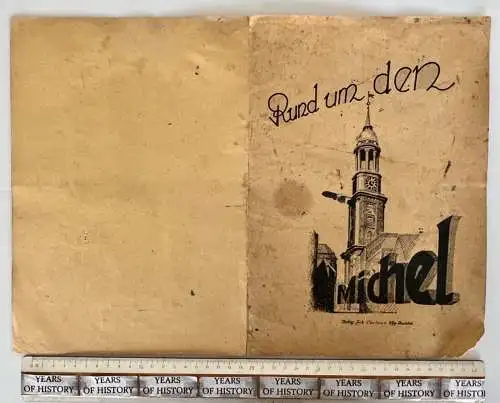 Rund um den
Michel
YEARS OF HISTORY YEARS OF HISTORY YEARS OF HISTORY YEARS OF HISTORY YEARS OF HISTORY YEARS OF HISTORY YEARS OF HISTORY YEARS OF HISTORY